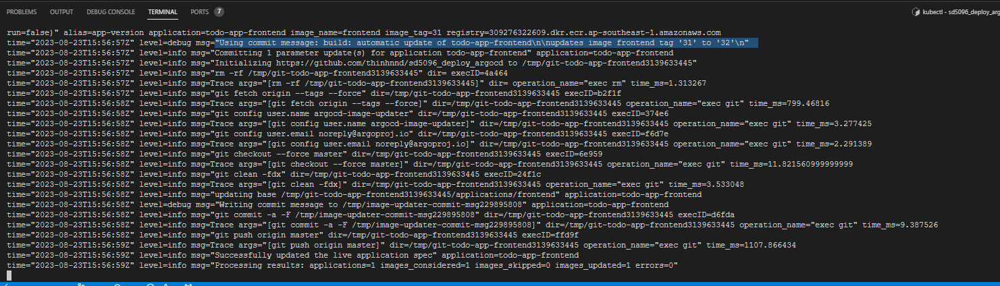 PROBLEMS OUTPUT DEBUG CONSOLE TERMINAL PORTS 7
kubectl - sd5096_deploy_arg
run=false)" alias=app-version application=todo-app-frontend image_name=frontend image_tag=31 registry=309276322609.dkr.ecr.ap-southeast-1.amazonaws.com
time="2023-08-23T15:56:57Z" level=debug msg="Using commit message: build: automatic update of todo-app-frontend\n\nupdates image frontend tag '31' to '32'\n"
time="2023-08-23T15:56:57Z" level=info msg="Committing 1 parameter update(s) for application todo-app-frontend" application=todo-app-frontend
time="2023-08-23T15:56:57Z" level=info msg="Initializing https://github.com/thinhnnd/sd5096_deploy_argocd to /tmp/git-todo-app-frontend3139633445"
time="2023-08-23T15:56:57Z" level=info msg="rm -rf /tmp/git-todo-app-frontend3139633445" dir= execID=4a464
time="2023-08-23T15:56:57Z" level=info msg=Trace args="[rm -rf /tmp/git-todo-app-frontend3139633445]" dir= operation_name="exec rm" time_ms=1.313267
time="2023-08-23T15:56:57Z" level=info msg="git fetch origin --tags --force" dir=/tmp/git-todo-app-frontend3139633445 execID=b2f1f
time="2023-08-23T15:56:58Z" level=info msg=Trace args="[git fetch origin --tags --force]" dir=/tmp/git-todo-app-frontend3139633445 operation_name="exec git" time_ms=799.46816
time="2023-08-23T15:56:58Z" level=info msg="git config user.name argocd-image-updater" dir=/tmp/git-todo-app-frontend3139633445 execID=374e6
time="2023-08-23T15:56:58Z" level=info msg=Trace args="[git config user.name argocd-image-updater]" dir=/tmp/git-todo-app-frontend3139633445 operation_name="exec git" time_ms=3.277425
time="2023-08-23T15:56:58Z" level=info msg="git config user.email noreply@argoproj.io" dir=/tmp/git-todo-app-frontend3139633445 execID=f6d7e
time="2023-08-23T15:56:58Z" level=info msg=Trace args="[git config user.email noreply@argoproj.io]" dir=/tmp/git-todo-app-frontend3139633445 operation_name="exec git" time_ms=2.291389
time="2023-08-23T15:56:58Z" level=info msg="git checkout --force master" dir=/tmp/git-todo-app-frontend3139633445 execID=6e959
time="2023-08-23T15:56:58Z" level=info msg=Trace args="[git checkout --force master]" dir=/tmp/git-todo-app-frontend3139633445 operation_name="exec git" time_ms=11.821560999999999
time="2023-08-23T15:56:58Z" level=info msg="git clean -fdx" dir=/tmp/git-todo-app-frontend3139633445 execID=24f1c
time="2023-08-23T15:56:58Z" level=info msg=Trace args="[git clean -fdx]" dir=/tmp/git-todo-app-frontend3139633445 operation_name="exec git" time_ms=3.533048
time="2023-08-23T15:56:58Z" level=info msg="updating base /tmp/git-todo-app-frontend3139633445/applications/frontend" application=todo-app-frontend
time="2023-08-23T15:56:58Z" level=debug msg="Writing commit message to /tmp/image-updater-commit-msg229895808" application=todo-app-frontend
time="2023-08-23T15:56:58Z" level=info msg="git commit -a -F /tmp/image-updater-commit-msg229895808" dir=/tmp/git-todo-app-frontend3139633445 execID=d6fda
time="2023-08-23T15:56:58Z" level=info msg=Trace args="[git commit -a -F /tmp/image-updater-commit-msg229895808]" dir=/tmp/git-todo-app-frontend3139633445 operation_name="exec git" time_ms=9.387526
time="2023-08-23T15:56:58Z" level=info msg="git push origin master" dir=/tmp/git-todo-app-frontend3139633445 execID=ffd9f
time="2023-08-23T15:56:59Z" level=info msg=Trace args="[git push origin master]" dir=/tmp/git-todo-app-frontend3139633445 operation_name="exec git" time_ms=1107.866434
time="2023-08-23T15:56:59Z" level=info msg="Successfully updated the live application spec" application=todo-app-frontend
time="2023-08-23T15:56:59Z" level=info msg="Processing results: applications=1 images_considered=1 images_skipped=0 images_updated=1 errors=0"